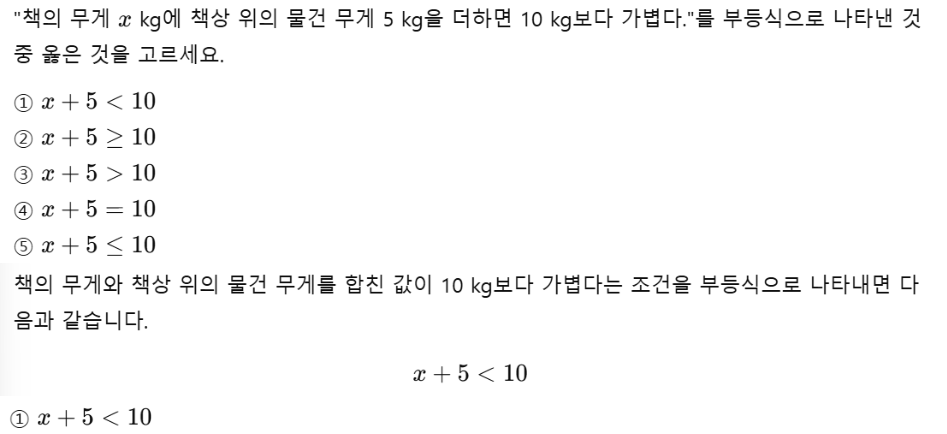 "책의 무게 x kg에 책상 위의 물건 무게 5 kg을 더하면 10 kg보다 가볍다."를 부등식으로 나타낸 것
중 옳은 것을 고르세요.
① x + 5 < 10
② x + 5 ≥ 10
③ x + 5 > 10
④ x + 5 = 10
⑤ x + 5 ≤ 10
책의 무게와 책상 위의 물건 무게를 합친 값이 10 kg보다 가볍다는 조건을 부등식으로 나타내면 다
음과 같습니다.
x + 5 < 10
① x + 5 < 10